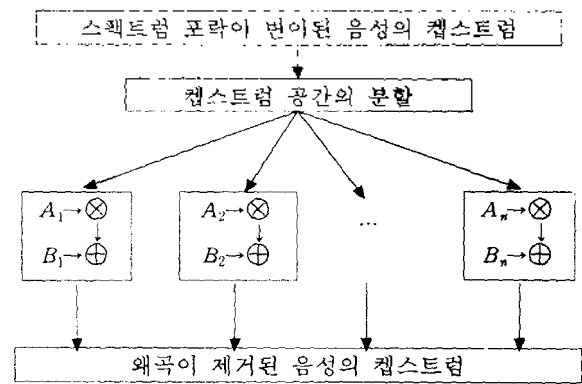 스펙트럼 포락이 변이된 음성의 켑스트럼
켑스트럼 공간의 분할
A₁→⊗ A₂→⊗ ... Aₙ→⊗
↓ ↓ ↓
B₁→⊕ B₂→⊕ Bₙ→⊕
왜곡이 제거된 음성의 켑스트럼